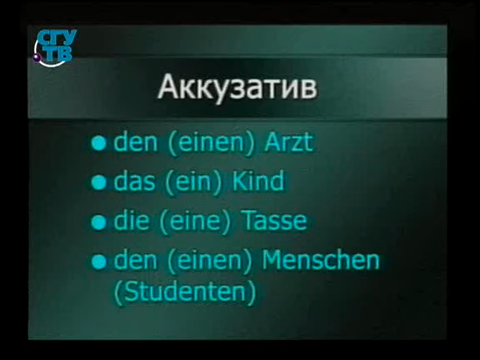 СГУ
ТВ
Аккузатив
den (einen) Arzt
das (ein) Kind
die (eine) Tasse
den (einen) Menschen
(Studenten)